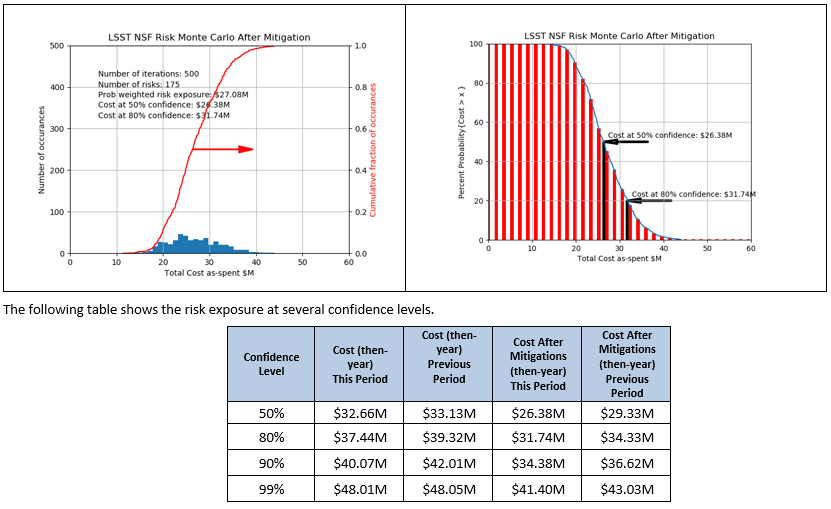 LSST NSF Risk Monte Carlo After Mitigation
500
400
300
200
100
0
Number of occurances
Number of iterations: 500
Number of risks: 175
Prob weighted risk exposure: $27.08M
Cost at 50% confidence: $26.38M
Cost at 80% confidence: $31.74M
1.0
0.8
0.6
0.4
0.2
0.0
Cumulative fraction of occurances
0 10 20 30 40 50 60
Total Cost as-spent $M
LSST NSF Risk Monte Carlo After Mitigation
100
80
60
40
20
0
Percent Probability{Cost > x }
Cost at 50% confidence: $26.38M
Cost at 80% confidence: $31.74M
0 10 20 30 40 50 60
Total Cost as-spent $M
The following table shows the risk exposure at several confidence levels.
Confidence
Level
Cost (then-
year)
This Period
Cost (then-
year)
Previous
Period
Cost After
Mitigations
(then-year)
This Period
Cost After
Mitigations
(then-year)
Previous
Period
50% $32.66M $33.13M $26.38M $29.33M
80% $37.44M $39.32M $31.74M $34.33M
90% $40.07M $42.01M $34.38M $36.62M
99% $48.01M $48.05M $41.40M $43.03M